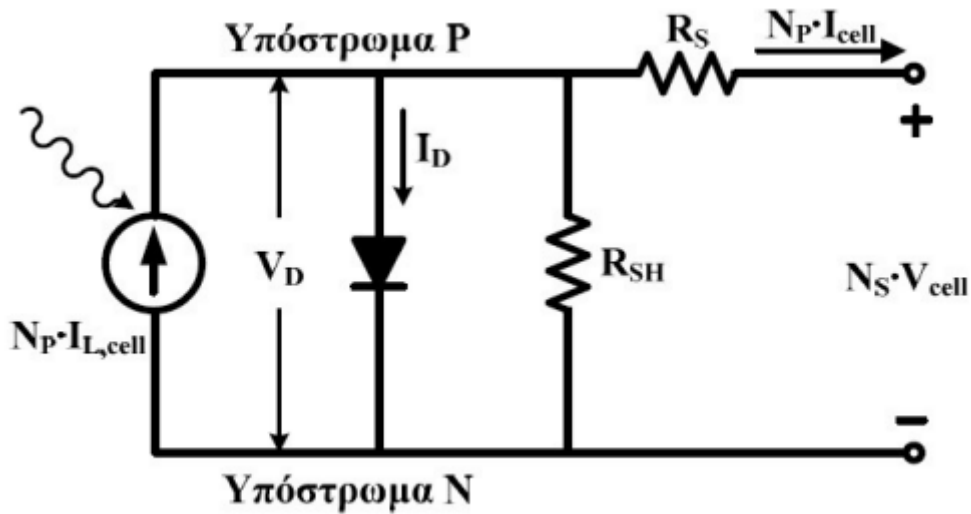 Υπόστρωμα P
R_S
N_P·I_cell
+
I_D
V_D
R_SH
N_S·V_cell
N_P·I_L,cell
−
Υπόστρωμα N